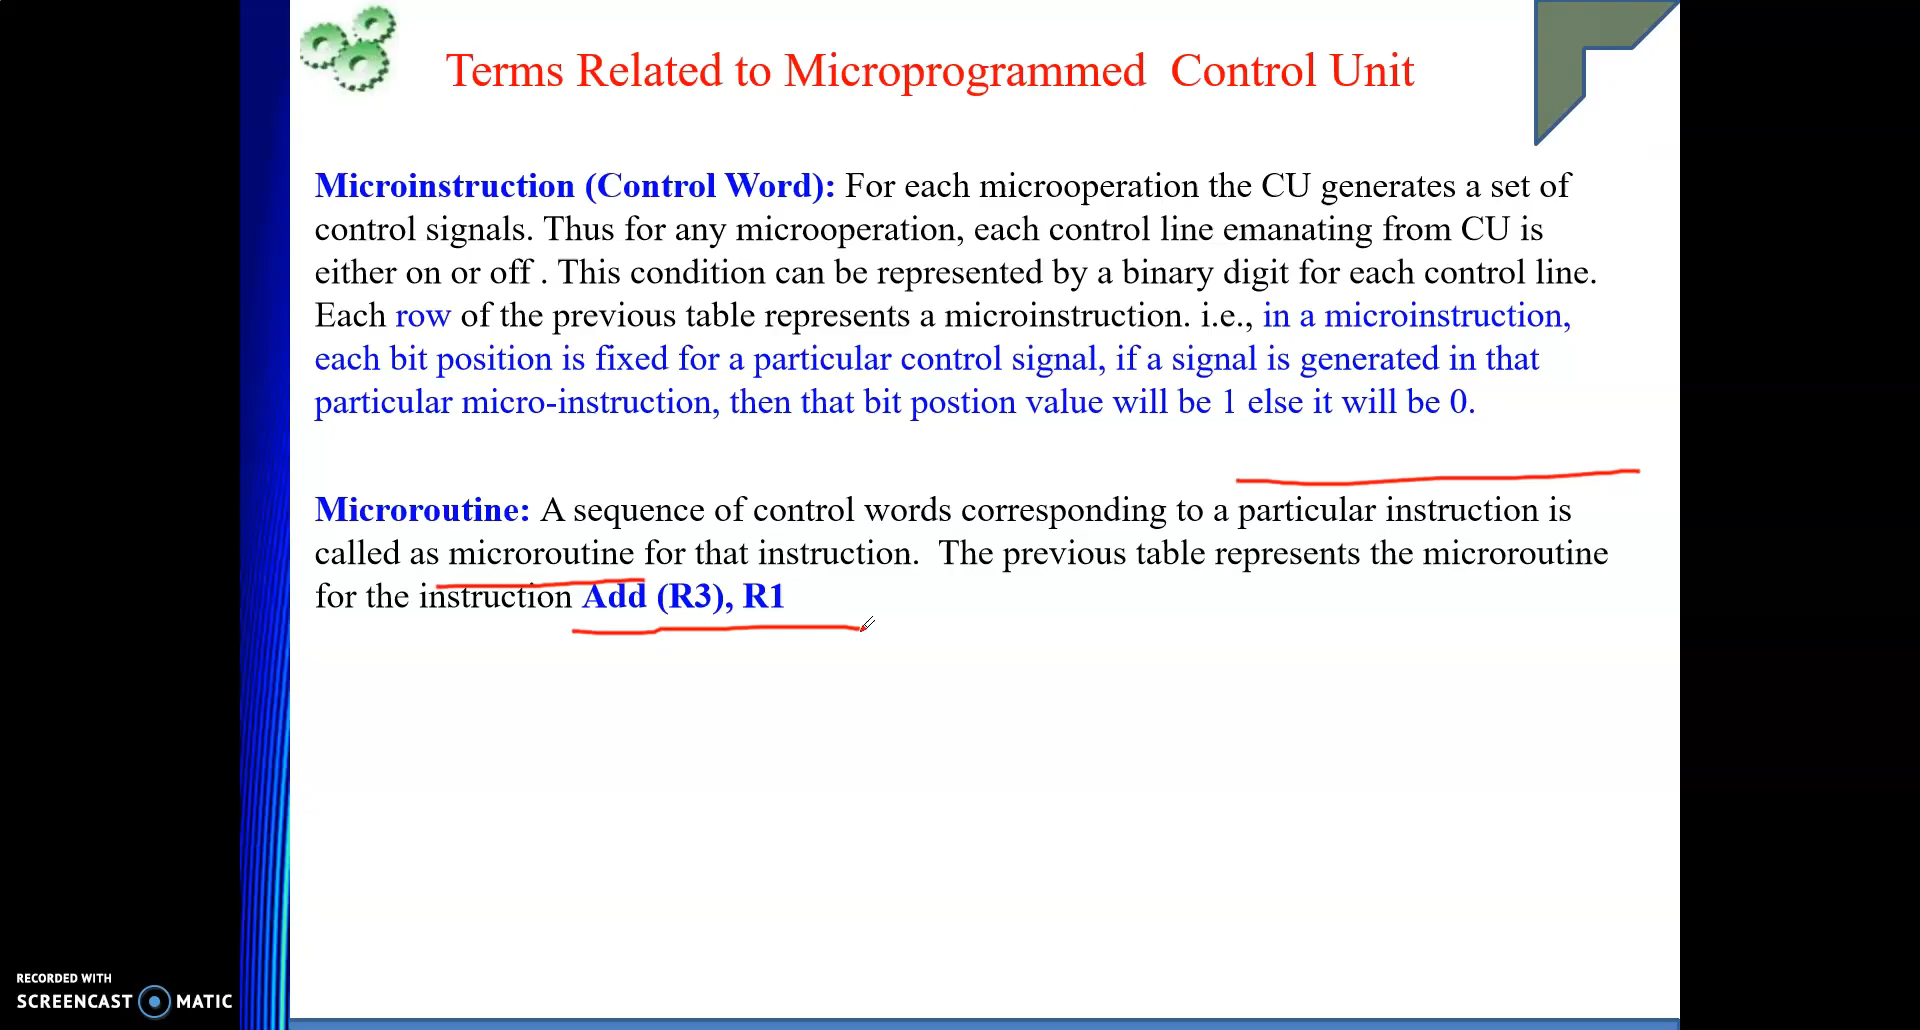 Terms Related to Microprogrammed Control Unit
Microinstruction (Control Word): For each microoperation the CU generates a set of
control signals. Thus for any microoperation, each control line emanating from CU is
either on or off . This condition can be represented by a binary digit for each control line.
Each row of the previous table represents a microinstruction. i.e., in a microinstruction,
each bit position is fixed for a particular control signal, if a signal is generated in that
particular micro-instruction, then that bit postion value will be 1 else it will be 0.
Microroutine: A sequence of control words corresponding to a particular instruction is
called as microroutine for that instruction. The previous table represents the microroutine
for the instruction Add (R3), R1
RECORDED WITH
SCREENCAST MATIC